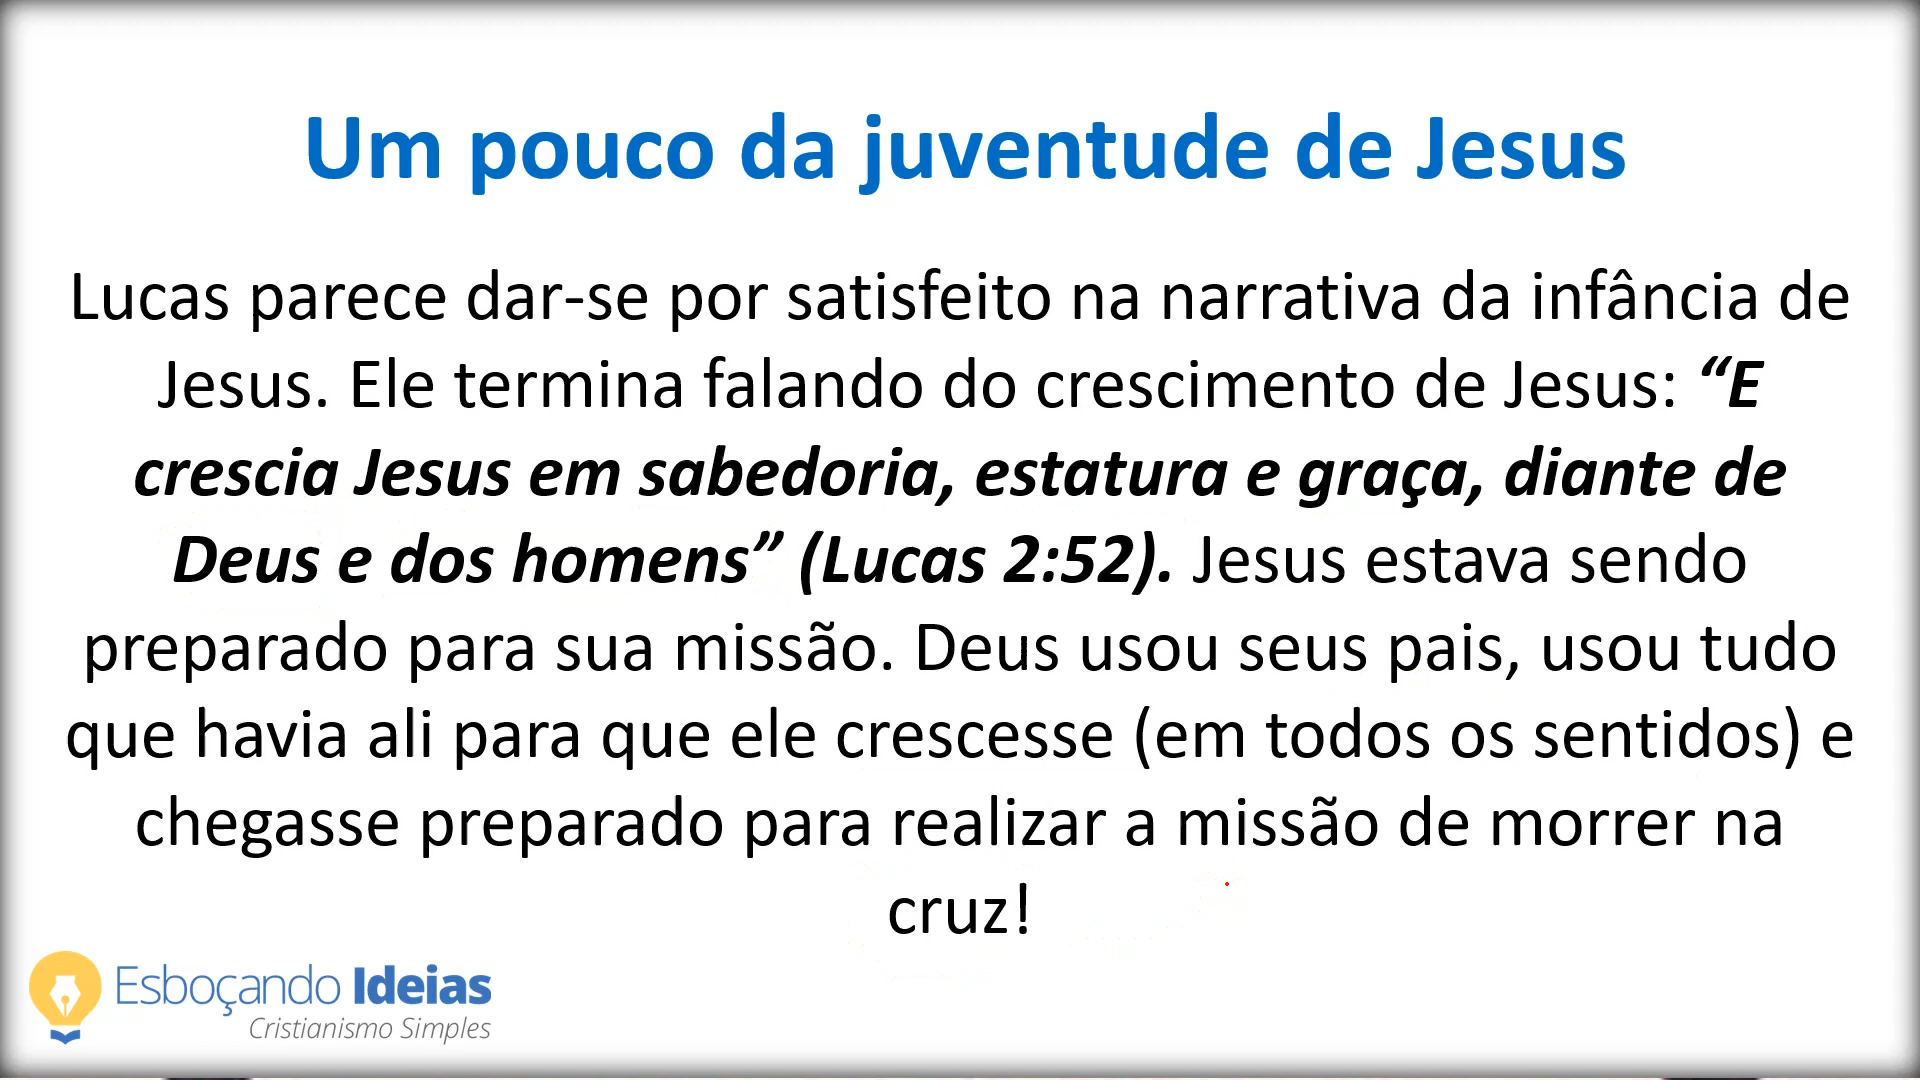 Um pouco da juventude de Jesus
Lucas parece dar-se por satisfeito na narrativa da infância de
Jesus. Ele termina falando do crescimento de Jesus: “E
crescia Jesus em sabedoria, estatura e graça, diante de
Deus e dos homens” (Lucas 2:52). Jesus estava sendo
preparado para sua missão. Deus usou seus pais, usou tudo
que havia ali para que ele crescesse (em todos os sentidos) e
chegasse preparado para realizar a missão de morrer na
cruz!
Esboçando Ideias
Cristianismo Simples